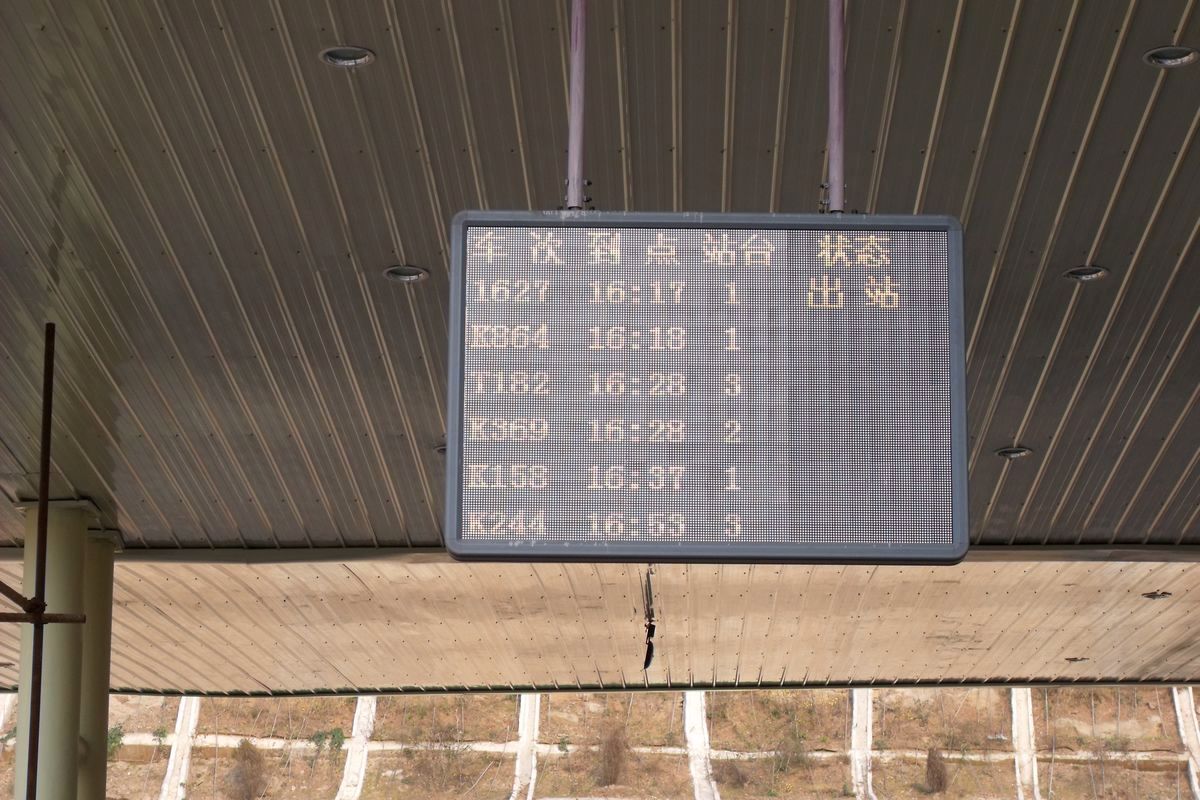 车次 到点 站台 状态
1627 16:17 1 出站
K864 16:18 1
T182 16:28 3
K369 16:28 2
K158 16:37 1
K244 16:53 3